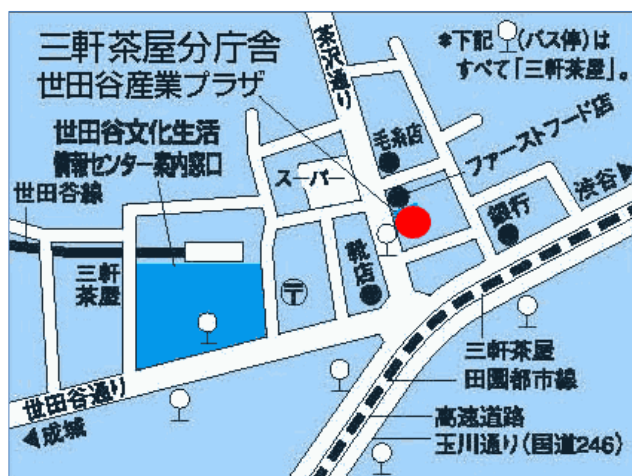 三軒茶屋分庁舎
世田谷産業プラザ
茶沢通り
*下記 (バス停)は
すべて「三軒茶屋」。
世田谷文化生活
情報センター案内窓口
世田谷線
スーパー
毛糸店
ファーストフード店
銀行
渋谷
三軒
茶屋
〒
靴店
三軒茶屋
田園都市線
高速道路
玉川通り(国道246)
世田谷通り
成城